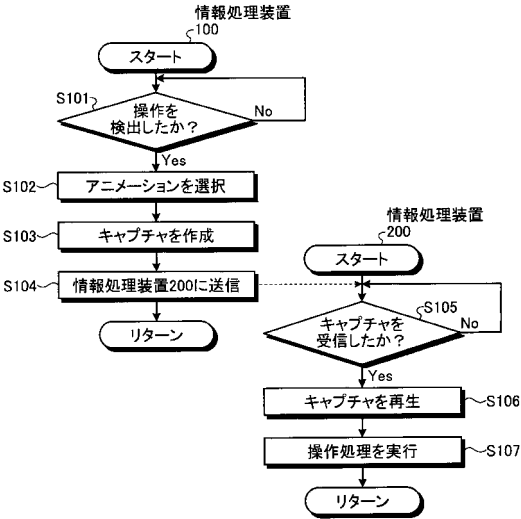 情報処理装置
100
スタート
S101
操作を
検出したか？
No
Yes
S102
アニメーションを選択
S103
キャプチャを作成
S104
情報処理装置200に送信
リターン
情報処理装置
200
スタート
S105
キャプチャを
受信したか？
No
Yes
キャプチャを再生
S106
操作処理を実行
S107
リターン